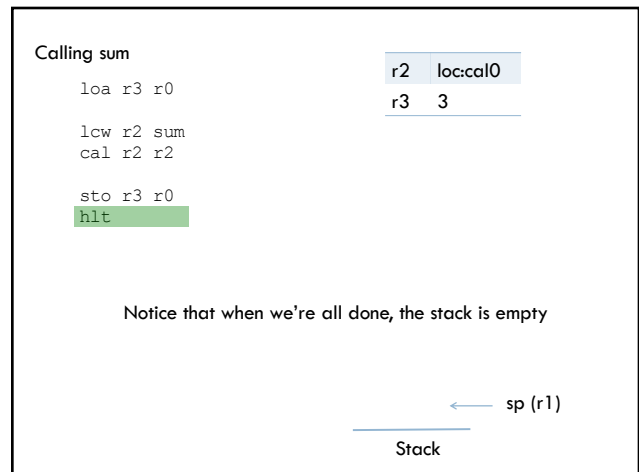 Calling sum
loa r3 r0
lcw r2 sum
cal r2 r2
sto r3 r0
hlt
r2 loc:cal0
r3 3
Notice that when we're all done, the stack is empty
sp (r1)
Stack